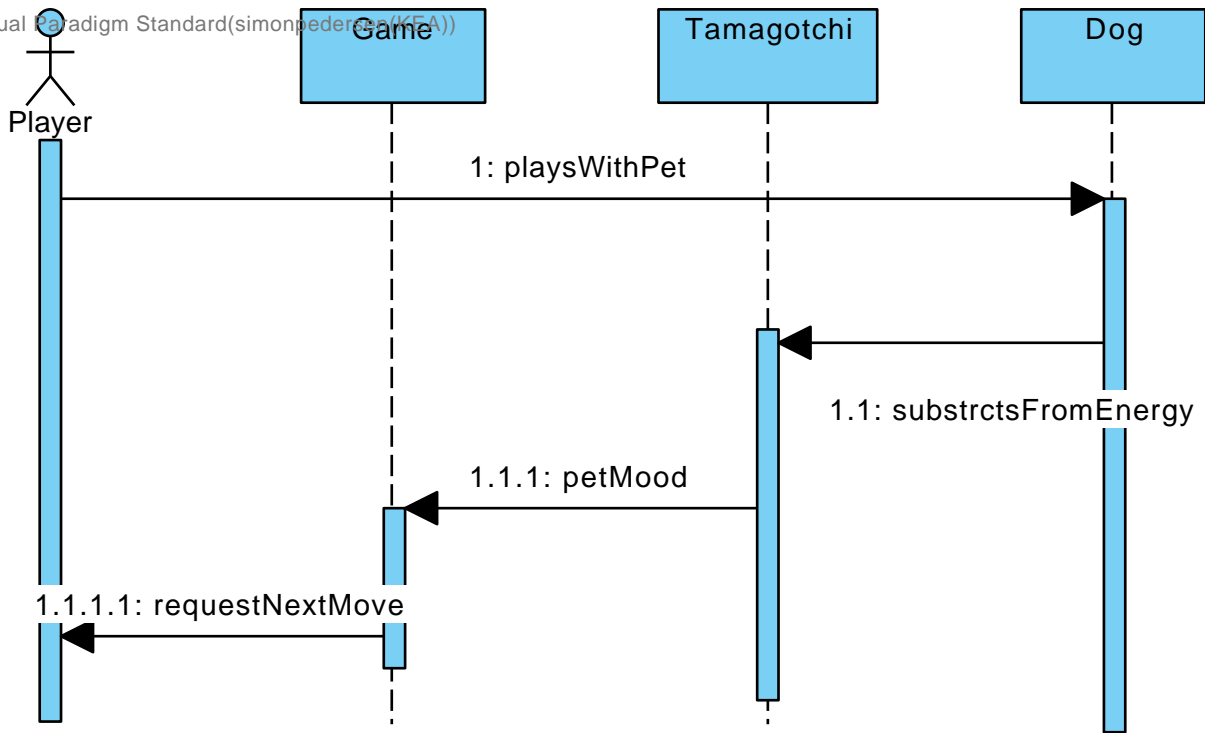 ual Paradigm Standard(simonpedersen(KEA))
Game
Tamagotchi
Dog
Player
1: playsWithPet
1.1: substrctsFromEnergy
1.1.1: petMood
1.1.1.1: requestNextMove